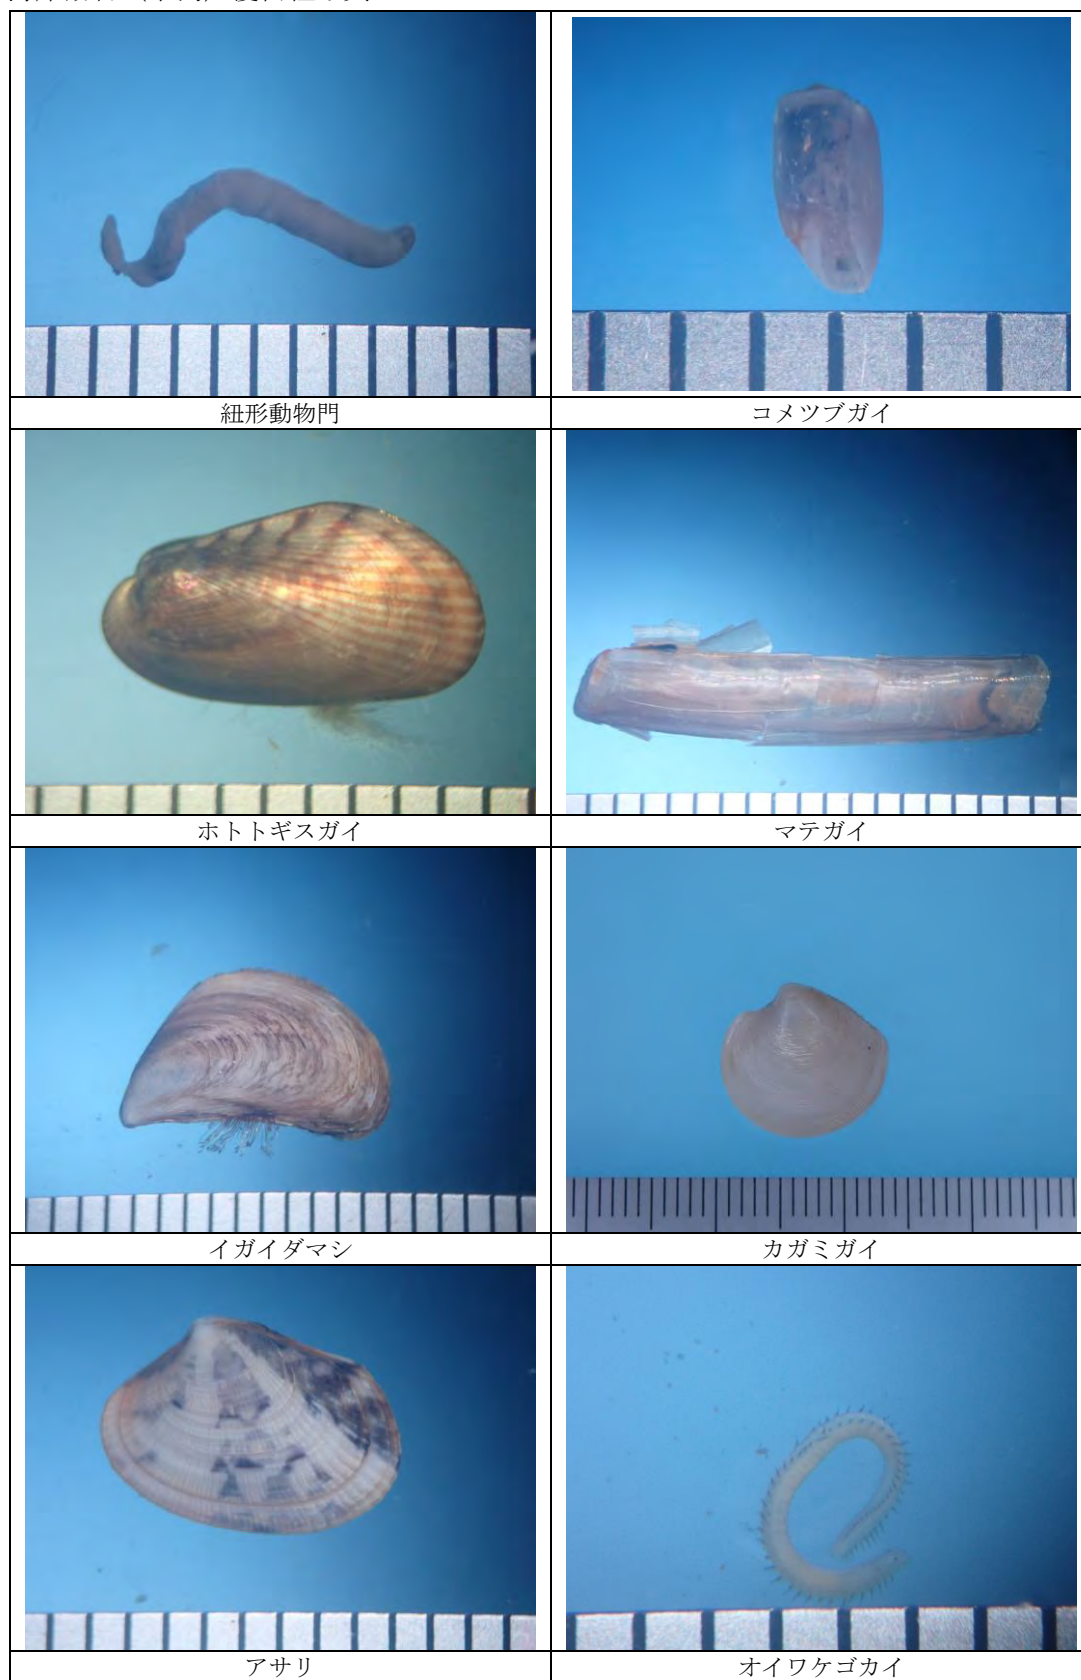 紐形動物門
コメツブガイ
ホトトギスガイ
マテガイ
イガイダマシ
カガミガイ
アサリ
オイワケゴカイ